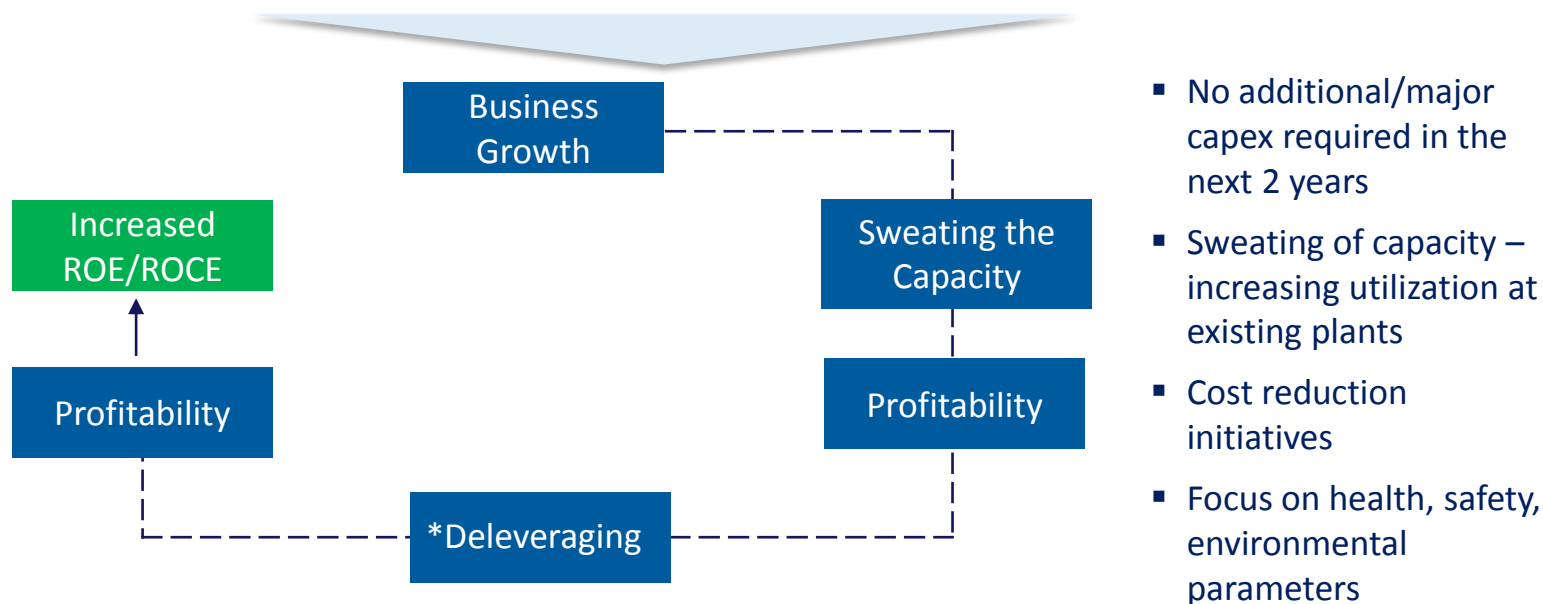 Business
Growth
Increased
ROE/ROCE
Sweating the
Capacity
Profitability
Profitability
*Deleveraging
▪ No additional/major
capex required in the
next 2 years
▪ Sweating of capacity –
increasing utilization at
existing plants
▪ Cost reduction
initiatives
▪ Focus on health, safety,
environmental
parameters